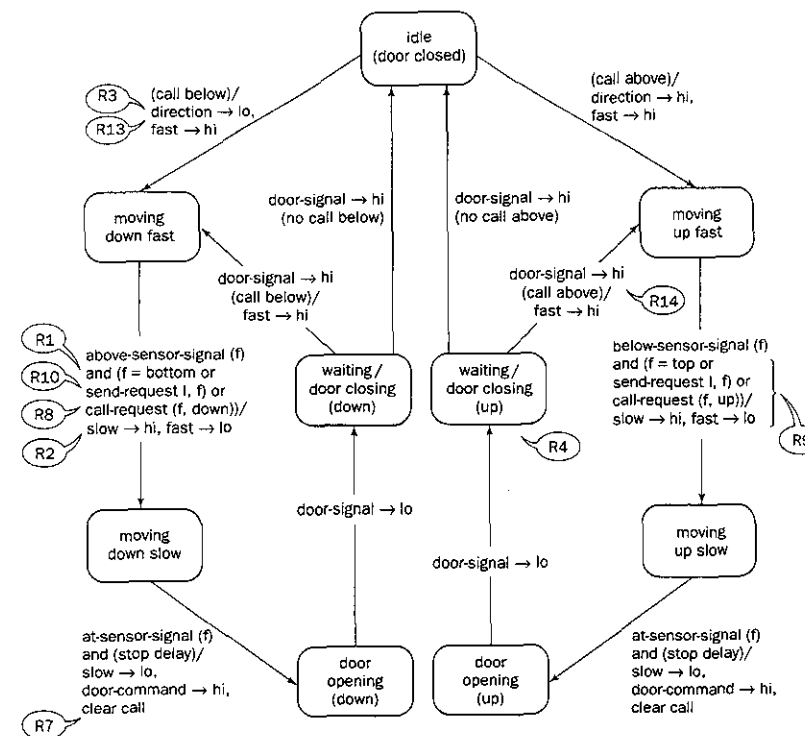 idle
(door closed)
R3
R13
(call below)/
direction → lo,
fast → hi
(call above)/
direction → hi,
fast → hi
moving
down fast
door-signal → hi
(no call below)
door-signal → hi
(no call above)
moving
up fast
door-signal → hi
(call below)/
fast → hi
door-signal → hi
(call above)/
fast → hi
R14
R1
R10
R8
R2
above-sensor-signal (f)
and (f = bottom or
send-request l, f) or
call-request (f, down))/
slow → hi, fast → lo
waiting/
door closing
(down)
waiting/
door closing
(up)
R4
below-sensor-signal (f)
and (f = top or
send-request l, f) or
call-request (f, up))/
slow → hi, fast → lo
door-signal → lo
door-signal → lo
moving
down slow
moving
up slow
at-sensor-signal (f)
and (stop delay)/
slow → lo,
door-command → hi,
clear call
R7
door
opening
(down)
door
opening
(up)
at-sensor-signal (f)
and (stop delay)/
slow → lo,
door-command → hi,
clear call